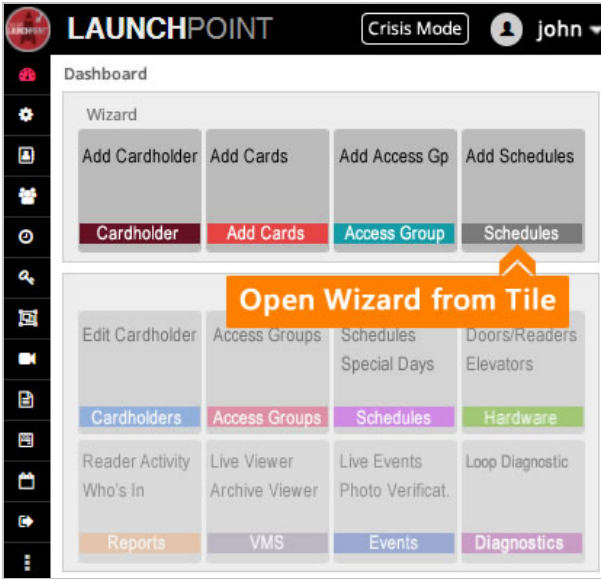 LAUNCHPOINT Crisis Mode john
Dashboard
Wizard
Add Cardholder Add Cards Add Access Gp Add Schedules
Cardholder Add Cards Access Group Schedules
Open Wizard from Tile
Edit Cardholder Access Groups Schedules Doors/Readers
Special Days Elevators
Cardholders Access Groups Schedules Hardware
Reader Activity Live Viewer Live Events Loop Diagnostic
Who's In Archive Viewer Photo Verificat.
Reports VMS Events Diagnostics